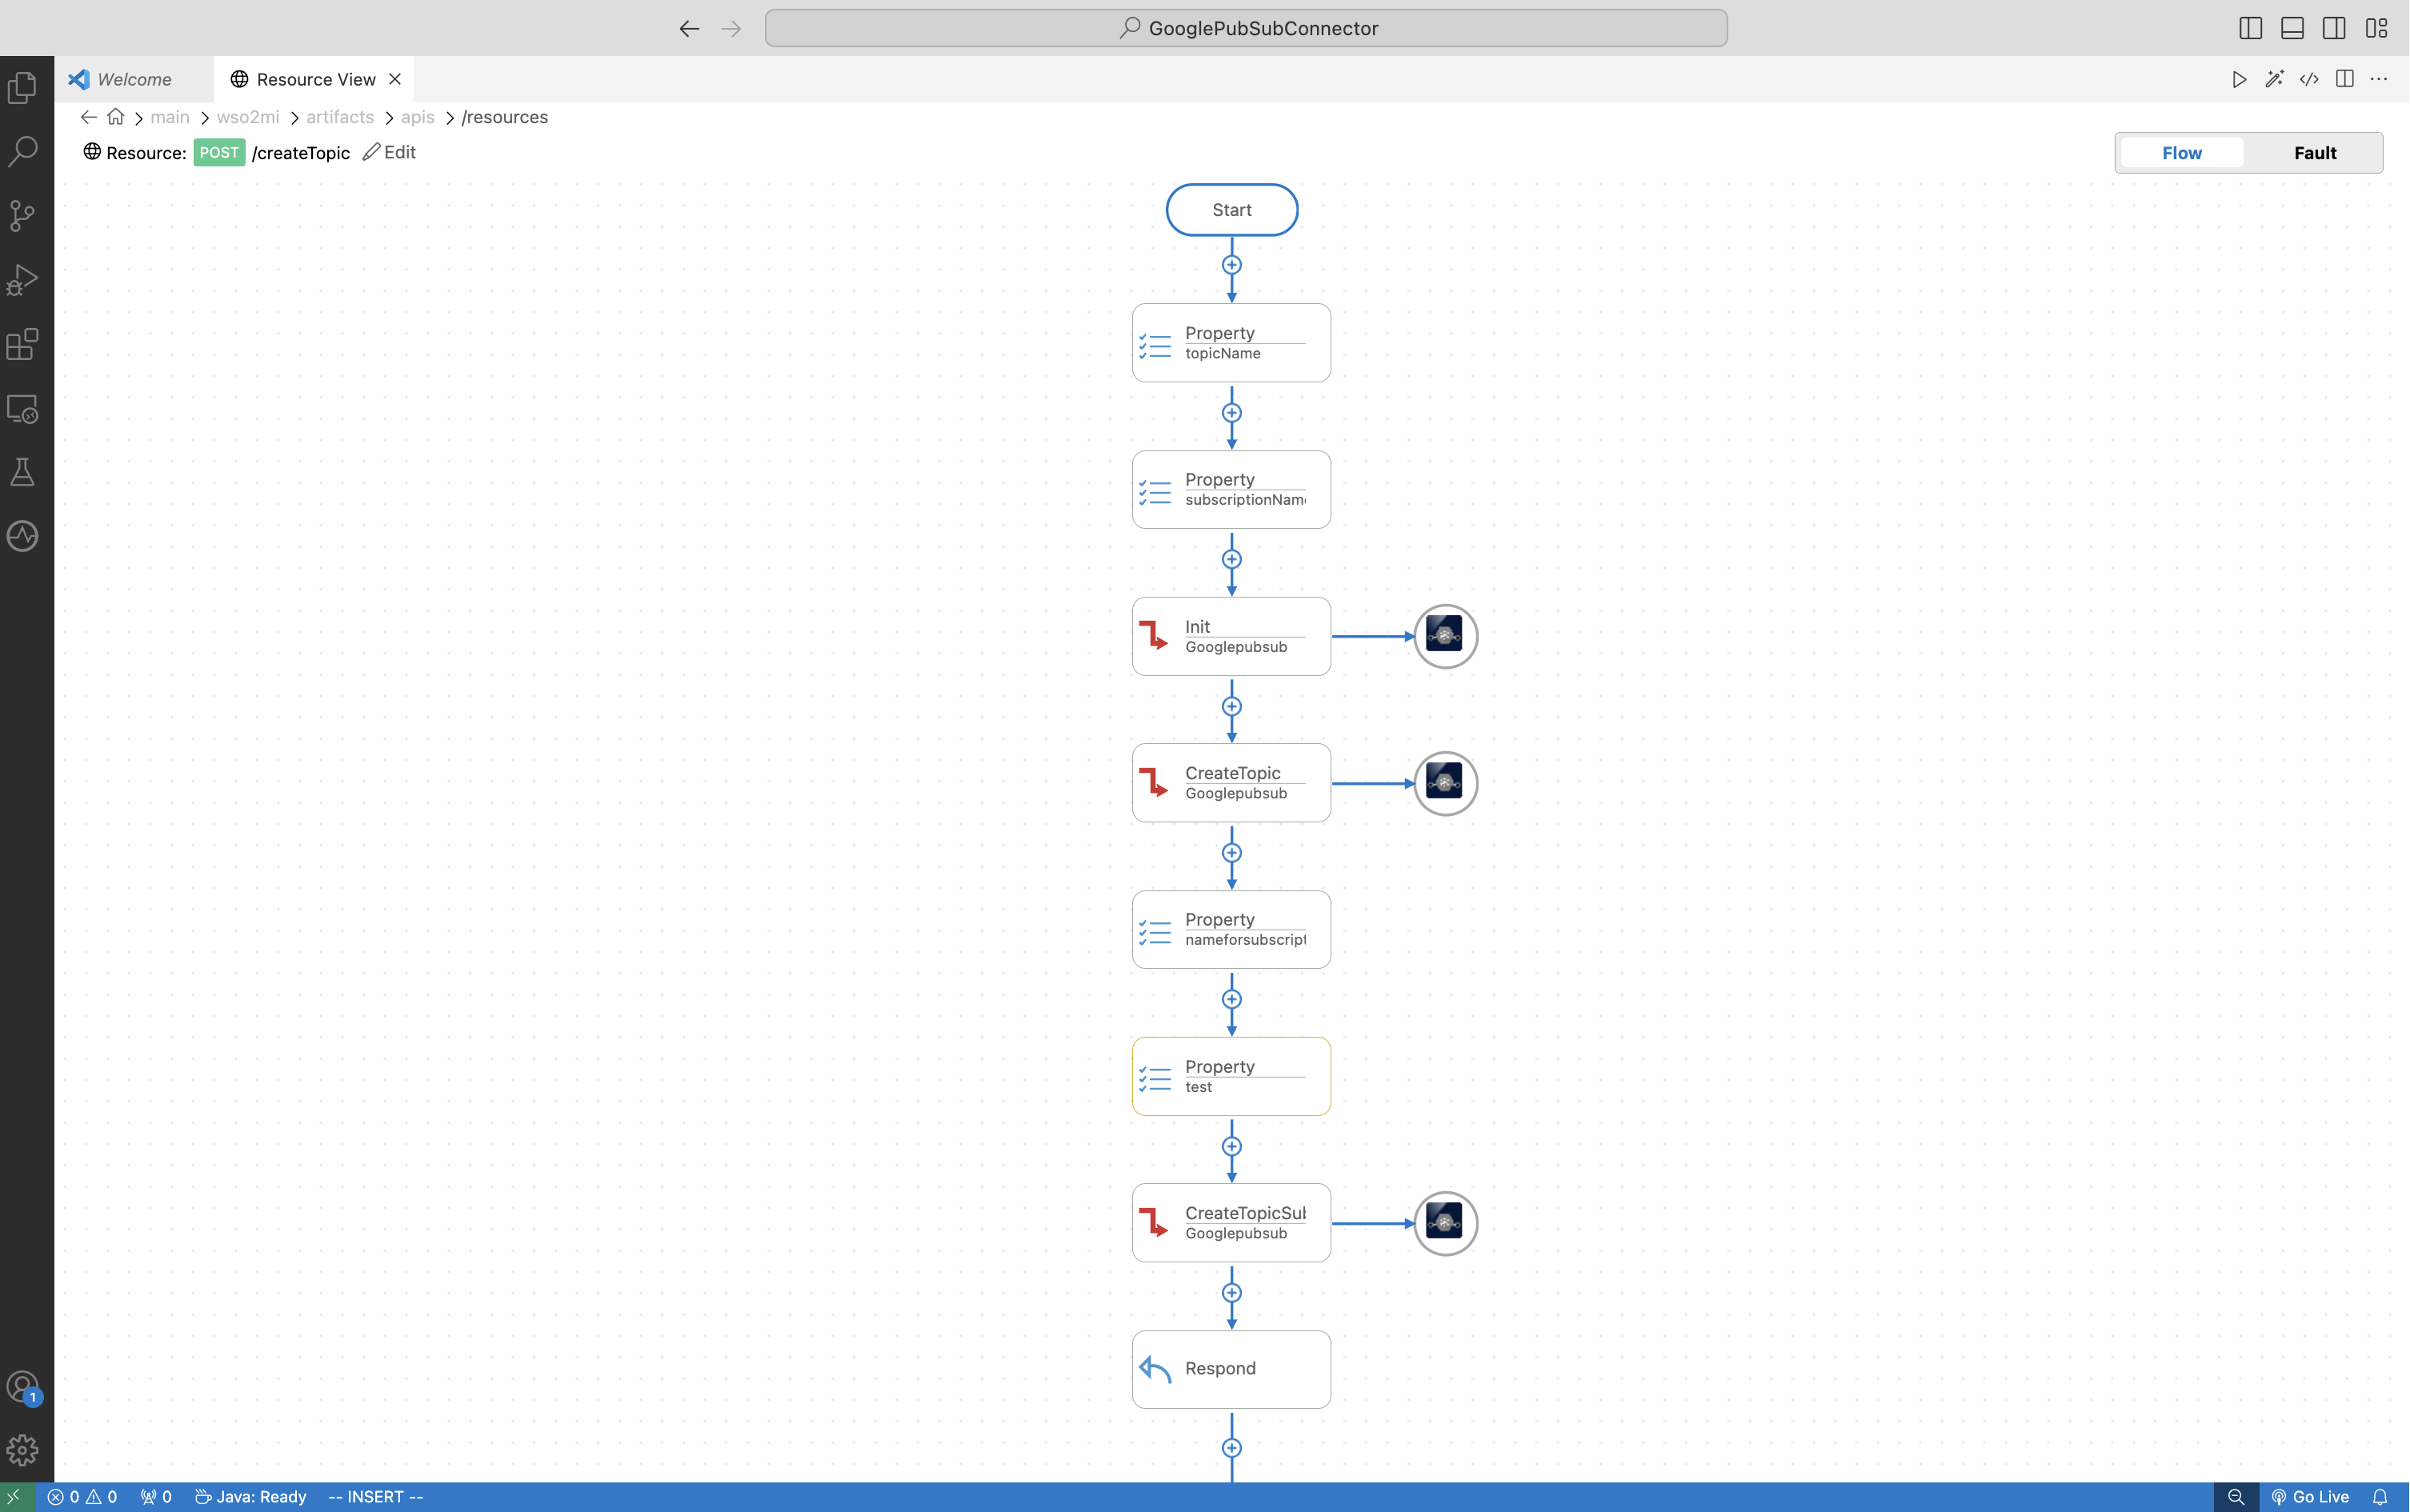 GooglePubSubConnector
Welcome
Resource View
main wso2mi artifacts apis /resources
Resource: POST /createTopic Edit
Flow Fault
Start
Property
topicName
Property
subscriptionNam
Init
Googlepubsub
CreateTopic
Googlepubsub
Property
nameforsubscript
Property
test
CreateTopicSub
Googlepubsub
Respond
1
0 0 0 Java: Ready -- INSERT -- Go Live